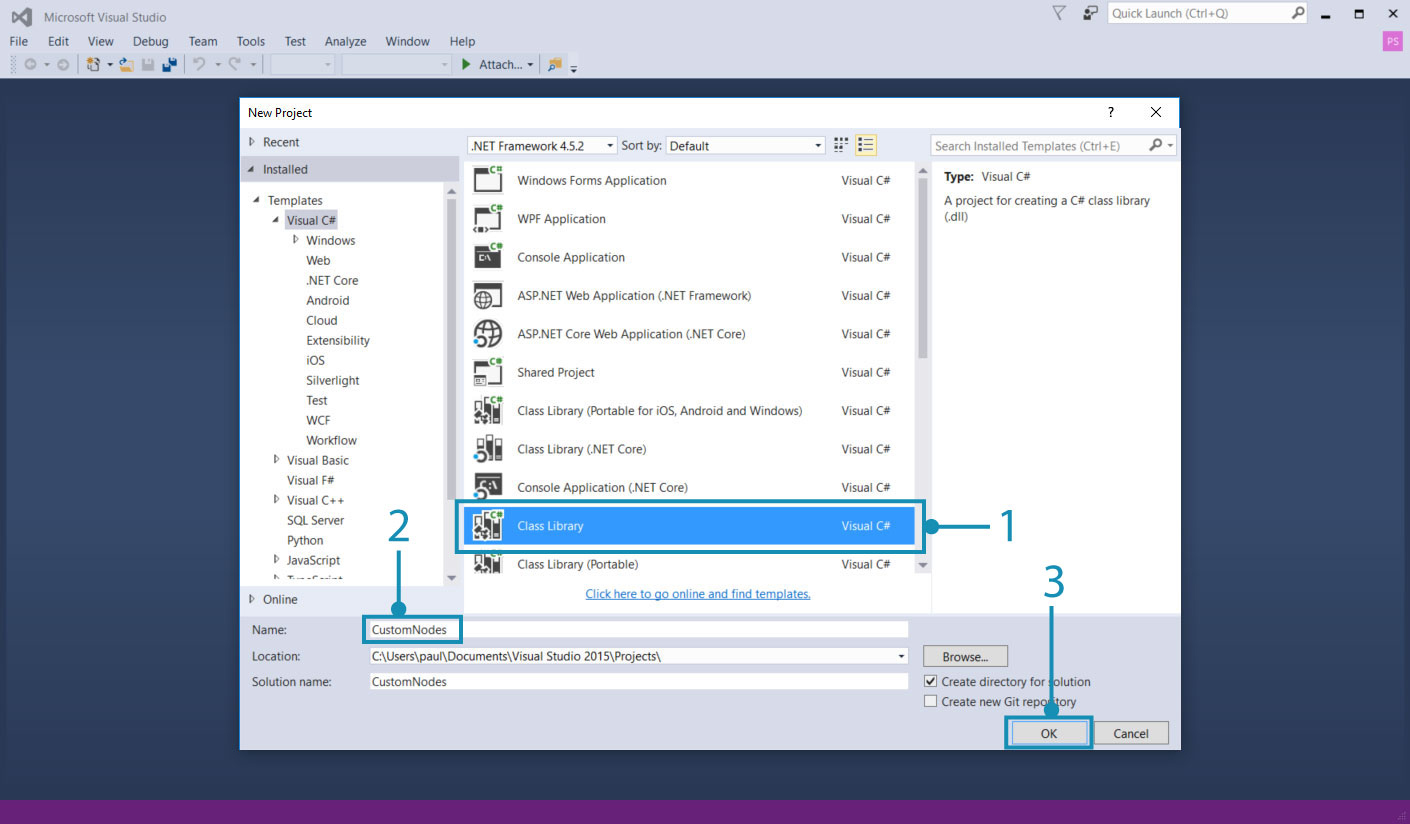 Microsoft Visual Studio
Quick Launch (Ctrl+Q)
File Edit View Debug Team Tools Test Analyze Window Help
PS
Attach...
New Project
?
Recent
Installed
.NET Framework 4.5.2
Sort by: Default
Search Installed Templates (Ctrl+E)
Templates
Visual C#
Windows
Web
.NET Core
Android
Cloud
Extensibility
iOS
Silverlight
Test
WCF
Workflow
Visual Basic
Visual F#
Visual C++
SQL Server
Python
JavaScript
TypeScript
Online
Windows Forms Application Visual C#
WPF Application Visual C#
Console Application Visual C#
ASP.NET Web Application (.NET Framework) Visual C#
ASP.NET Core Web Application (.NET Core) Visual C#
Shared Project Visual C#
Class Library (Portable for iOS, Android and Windows) Visual C#
Class Library (.NET Core) Visual C#
Console Application (.NET Core) Visual C#
Class Library Visual C#
Class Library (Portable) Visual C#
Click here to go online and find templates.
Type: Visual C#
A project for creating a C# class library
(.dll)
1
2
3
Name: CustomNodes
Location: C:\Users\paul\Documents\Visual Studio 2015\Projects\
Solution name: CustomNodes
Browse...
Create directory for solution
Create new Git repository
OK
Cancel